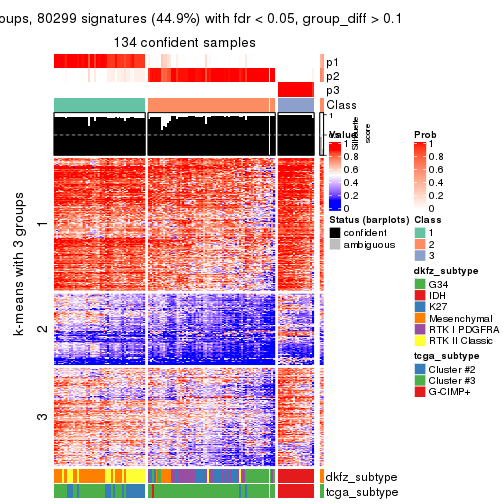 oups, 80299 signatures (44.9%) with fdr < 0.05, group_diff > 0.1
134 confident samples
p1
p2
p3
Class
1
Silhouette
score
k-means with 3 groups
1
2
3
Value
1
0.8
0.6
0.4
0.2
0
Prob
1
0.8
0.6
0.4
0.2
0
Status (barplots)
confident
ambiguous
Class
1
2
3
dkfz_subtype
G34
IDH
K27
Mesenchymal
RTK I PDGFRA
RTK II Classic
tcga_subtype
Cluster #2
Cluster #3
G-CIMP+
dkfz_subtype
tcga_subtype